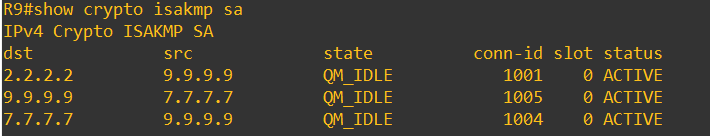 R9#show crypto isakmp sa
IPv4 Crypto ISAKMP SA
dst             src             state          conn-id slot status
2.2.2.2         9.9.9.9         QM_IDLE           1001    0 ACTIVE
9.9.9.9         7.7.7.7         QM_IDLE           1005    0 ACTIVE
7.7.7.7         9.9.9.9         QM_IDLE           1004    0 ACTIVE